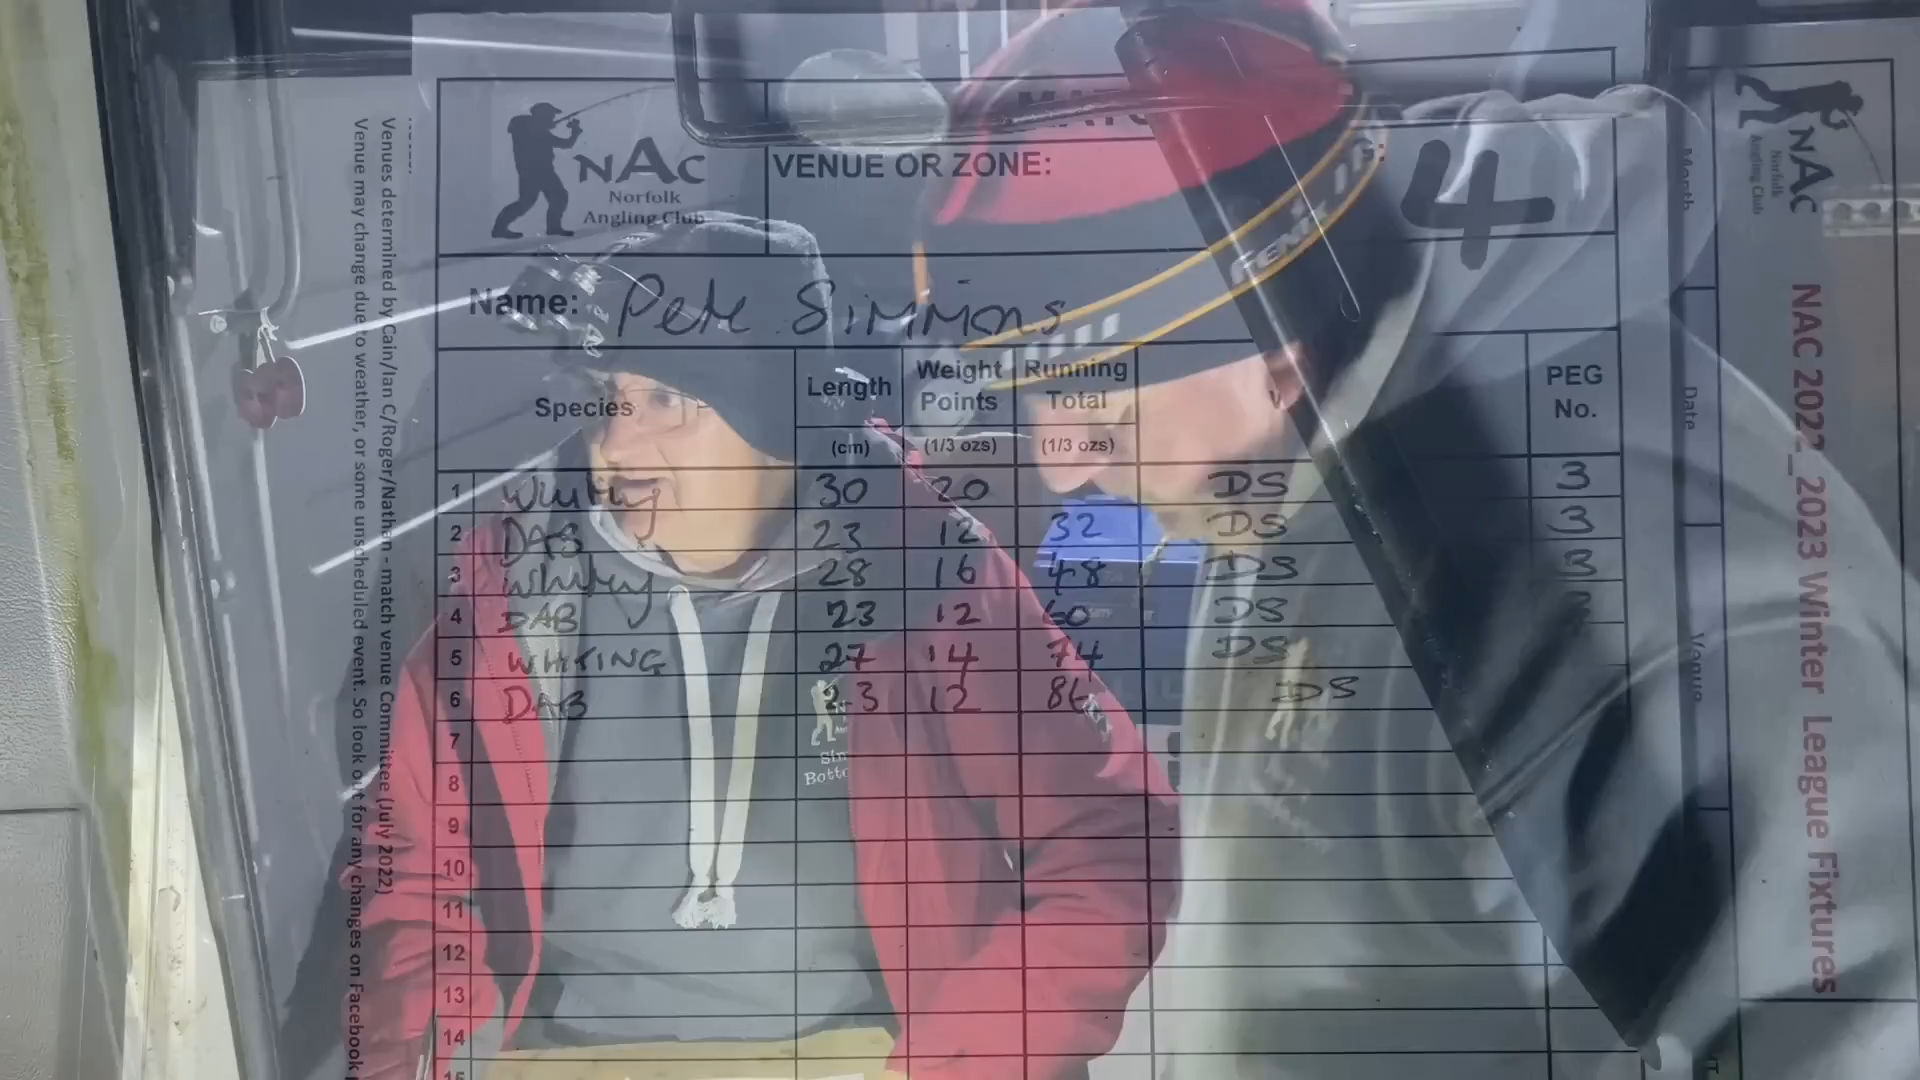 NAC
Norfolk
Angling Club
VENUE OR ZONE:
4
Name: Pete Simmons
Species Length (cm) Weight Points (1/3 ozs) Running Total (1/3 ozs) PEG No.
1 Whiting 30 20 DS 3
2 DAB 23 12 32 DS 3
3 Whiting 28 16 48 DS 3
4 DAB 23 12 60 DS
5 WHITING 27 14 74 DS
6 DAB 23 12 86 DS
7
8
9
10
11
12
13
14
15
Venues determined by Cain/Ian C/Roger/Nathan - match venue Committee (July 2022)
Venue may change due to weather, or some unscheduled event. So look out for any changes on Facebook
NAC
Norfolk
Angling Club
NAC 2022_2023 Winter League Fixtures
Month
Date
Venue